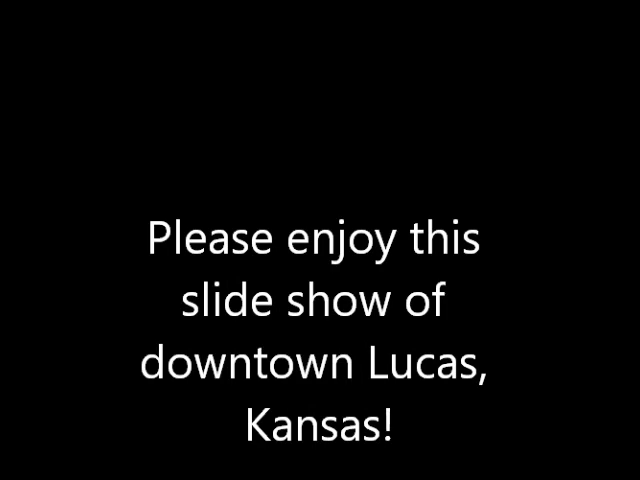 Please enjoy this
slide show of
downtown Lucas,
Kansas!